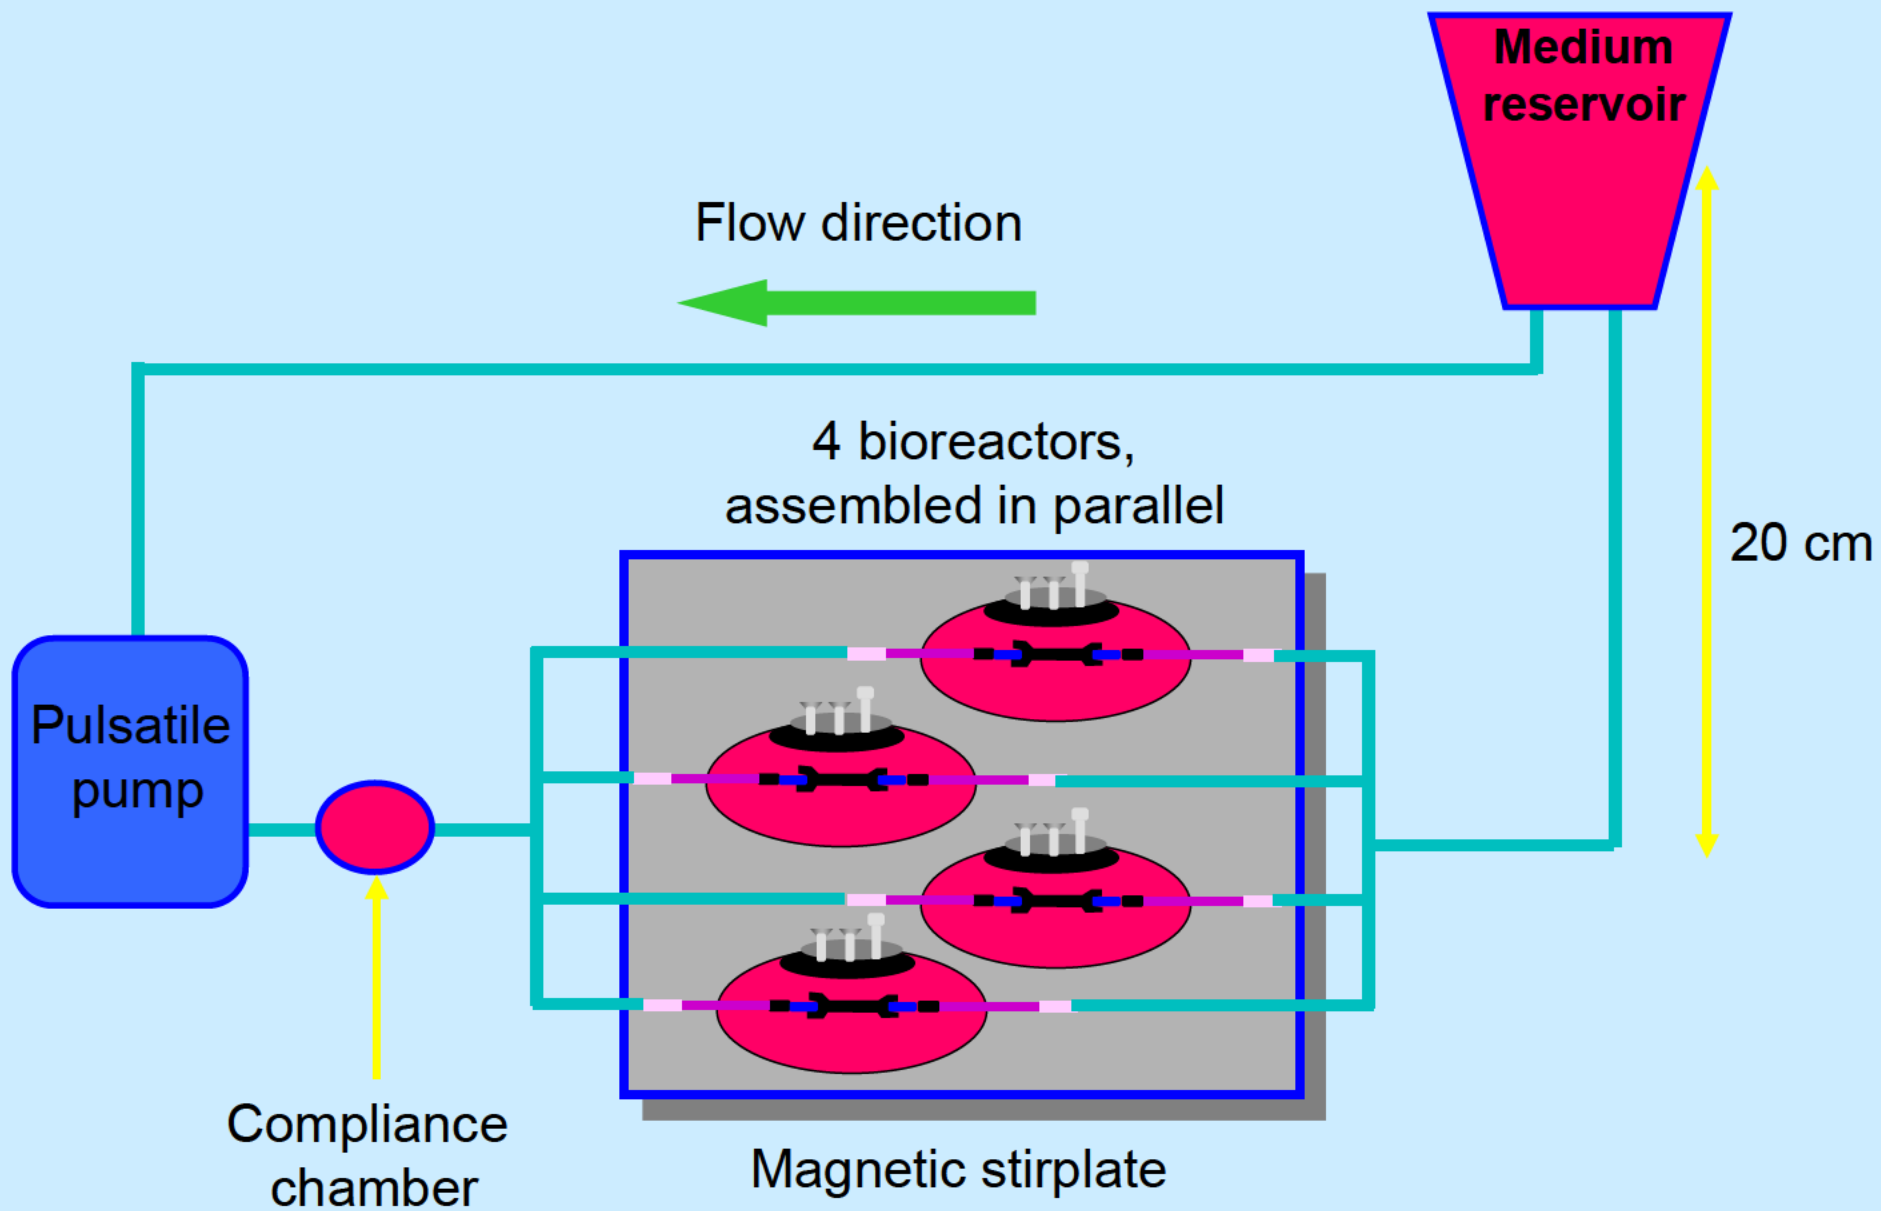 Medium
reservoir
Flow direction
4 bioreactors,
assembled in parallel
20 cm
Pulsatile
pump
Compliance
chamber
Magnetic stirplate